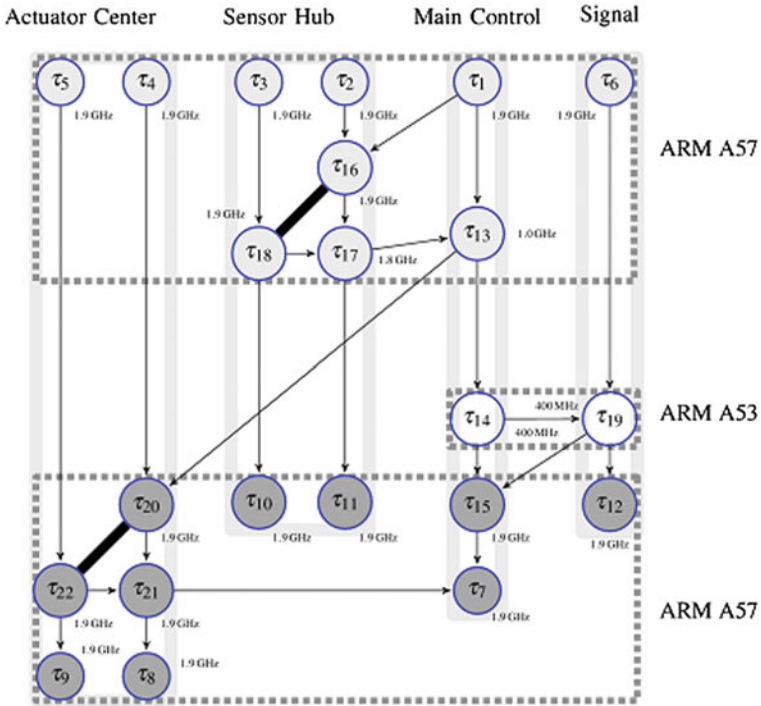 Actuator Center Sensor Hub Main Control Signal
τ5 τ4 τ3 τ2 τ1 τ6
1.9 GHz 1.9 GHz 1.9 GHz 1.9 GHz 1.9 GHz 1.9 GHz
ARM A57
τ16
1.9 GHz
1.9 GHz
τ18 τ17 τ13 1.0 GHz
1.8 GHz
τ14 400 MHz τ19 ARM A53
400 MHz
τ20 τ10 τ11 τ15 τ12
1.9 GHz 1.9 GHz 1.9 GHz 1.9 GHz 1.9 GHz
τ22 τ21 τ7
ARM A57
1.9 GHz 1.9 GHz 1.9 GHz
τ9 1.9 GHz τ8 1.9 GHz